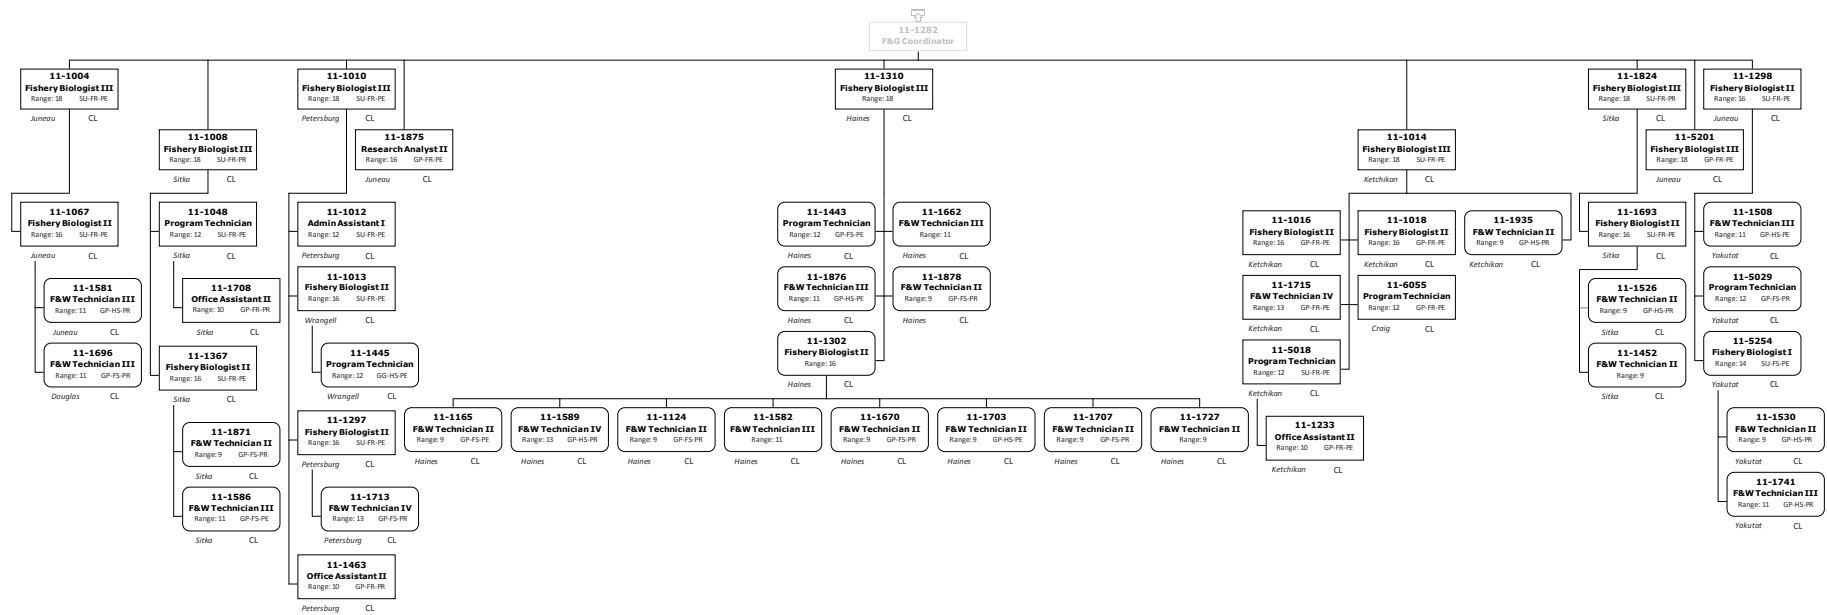 11-1282
F&G Coordinator
11-1004
Fishery Biologist III
Range: 18 SU-FR-PE
Juneau CL
11-1067
Fishery Biologist II
Range: 16 SU-FR-PE
Juneau CL
11-1581
F&W Technician III
Range: 11 GP-HS-PR
Juneau CL
11-1696
F&W Technician III
Range: 11 GP-FS-PR
Douglas CL
11-1008
Fishery Biologist III
Range: 18 SU-FR-PR
Sitka CL
11-1048
Program Technician
Range: 12 SU-FR-PE
Sitka CL
11-1708
Office Assistant II
Range: 10 GP-FR-PR
Sitka CL
11-1367
Fishery Biologist II
Range: 16 SU-FR-PE
Sitka CL
11-1871
F&W Technician II
Range: 9 GP-FS-PR
Sitka CL
11-1586
F&W Technician III
Range: 11 GP-FS-PE
Sitka CL
11-1010
Fishery Biologist III
Range: 18 SU-FR-PE
Petersburg CL
11-1875
Research Analyst II
Range: 16 GP-FR-PE
Juneau CL
11-1012
Admin Assistant I
Range: 12 SU-FR-PE
Petersburg CL
11-1013
Fishery Biologist II
Range: 16 SU-FR-PE
Wrangell CL
11-1445
Program Technician
Range: 12 GG-HS-PE
Wrangell CL
11-1297
Fishery Biologist II
Range: 16 SU-FR-PE
Petersburg CL
11-1713
F&W Technician IV
Range: 13 GP-FS-PR
Petersburg CL
11-1463
Office Assistant II
Range: 10 GP-FR-PR
Petersburg CL
11-1310
Fishery Biologist III
Range: 18
Haines CL
11-1443
Program Technician
Range: 12 GP-FS-PE
Haines CL
11-1662
F&W Technician III
Range: 11
Haines CL
11-1876
F&W Technician III
Range: 11 GP-HS-PE
Haines CL
11-1878
F&W Technician II
Range: 9 GP-FS-PR
Haines CL
11-1302
Fishery Biologist II
Range: 16
Haines CL
11-1165
F&W Technician II
Range: 9 GP-FS-PE
Haines CL
11-1589
F&W Technician IV
Range: 13 GP-HS-PR
Haines CL
11-1124
F&W Technician II
Range: 9 GP-FS-PR
Haines CL
11-1582
F&W Technician III
Range: 11
Haines CL
11-1670
F&W Technician II
Range: 9 GP-FS-PR
Haines CL
11-1703
F&W Technician II
Range: 9 GP-HS-PE
Haines CL
11-1707
F&W Technician II
Range: 9 GP-FS-PR
Haines CL
11-1727
F&W Technician II
Range: 9
Haines CL
11-1014
Fishery Biologist III
Range: 18 SU-FR-PE
Ketchikan CL
11-1016
Fishery Biologist II
Range: 16 GP-FR-PE
Ketchikan CL
11-1018
Fishery Biologist II
Range: 16 GP-FR-PE
Ketchikan CL
11-1935
F&W Technician II
Range: 9 GP-HS-PR
Ketchikan CL
11-1715
F&W Technician IV
Range: 13 GP-FR-PE
Ketchikan CL
11-6055
Program Technician
Range: 12 GP-FR-PE
Craig CL
11-5018
Program Technician
Range: 12 SU-FR-PE
Ketchikan CL
11-1233
Office Assistant II
Range: 10 GP-FR-PE
Ketchikan CL
11-1824
Fishery Biologist III
Range: 18 SU-FR-PR
Sitka CL
11-1693
Fishery Biologist II
Range: 16 SU-FR-PE
Sitka CL
11-1526
F&W Technician II
Range: 9 GP-HS-PR
Sitka CL
11-1452
F&W Technician II
Range: 9
Sitka CL
11-5201
Fishery Biologist III
Range: 18 GP-FR-PE
Juneau CL
11-1298
Fishery Biologist II
Range: 16 SU-FR-PE
Juneau CL
11-1508
F&W Technician III
Range: 11 GP-HS-PE
Yakutat CL
11-5029
Program Technician
Range: 12 GP-FS-PR
Yakutat CL
11-5254
Fishery Biologist I
Range: 14 SU-FS-PE
Yakutat CL
11-1530
F&W Technician II
Range: 9 GP-HS-PR
Yakutat CL
11-1741
F&W Technician III
Range: 11 GP-HS-PR
Yakutat CL